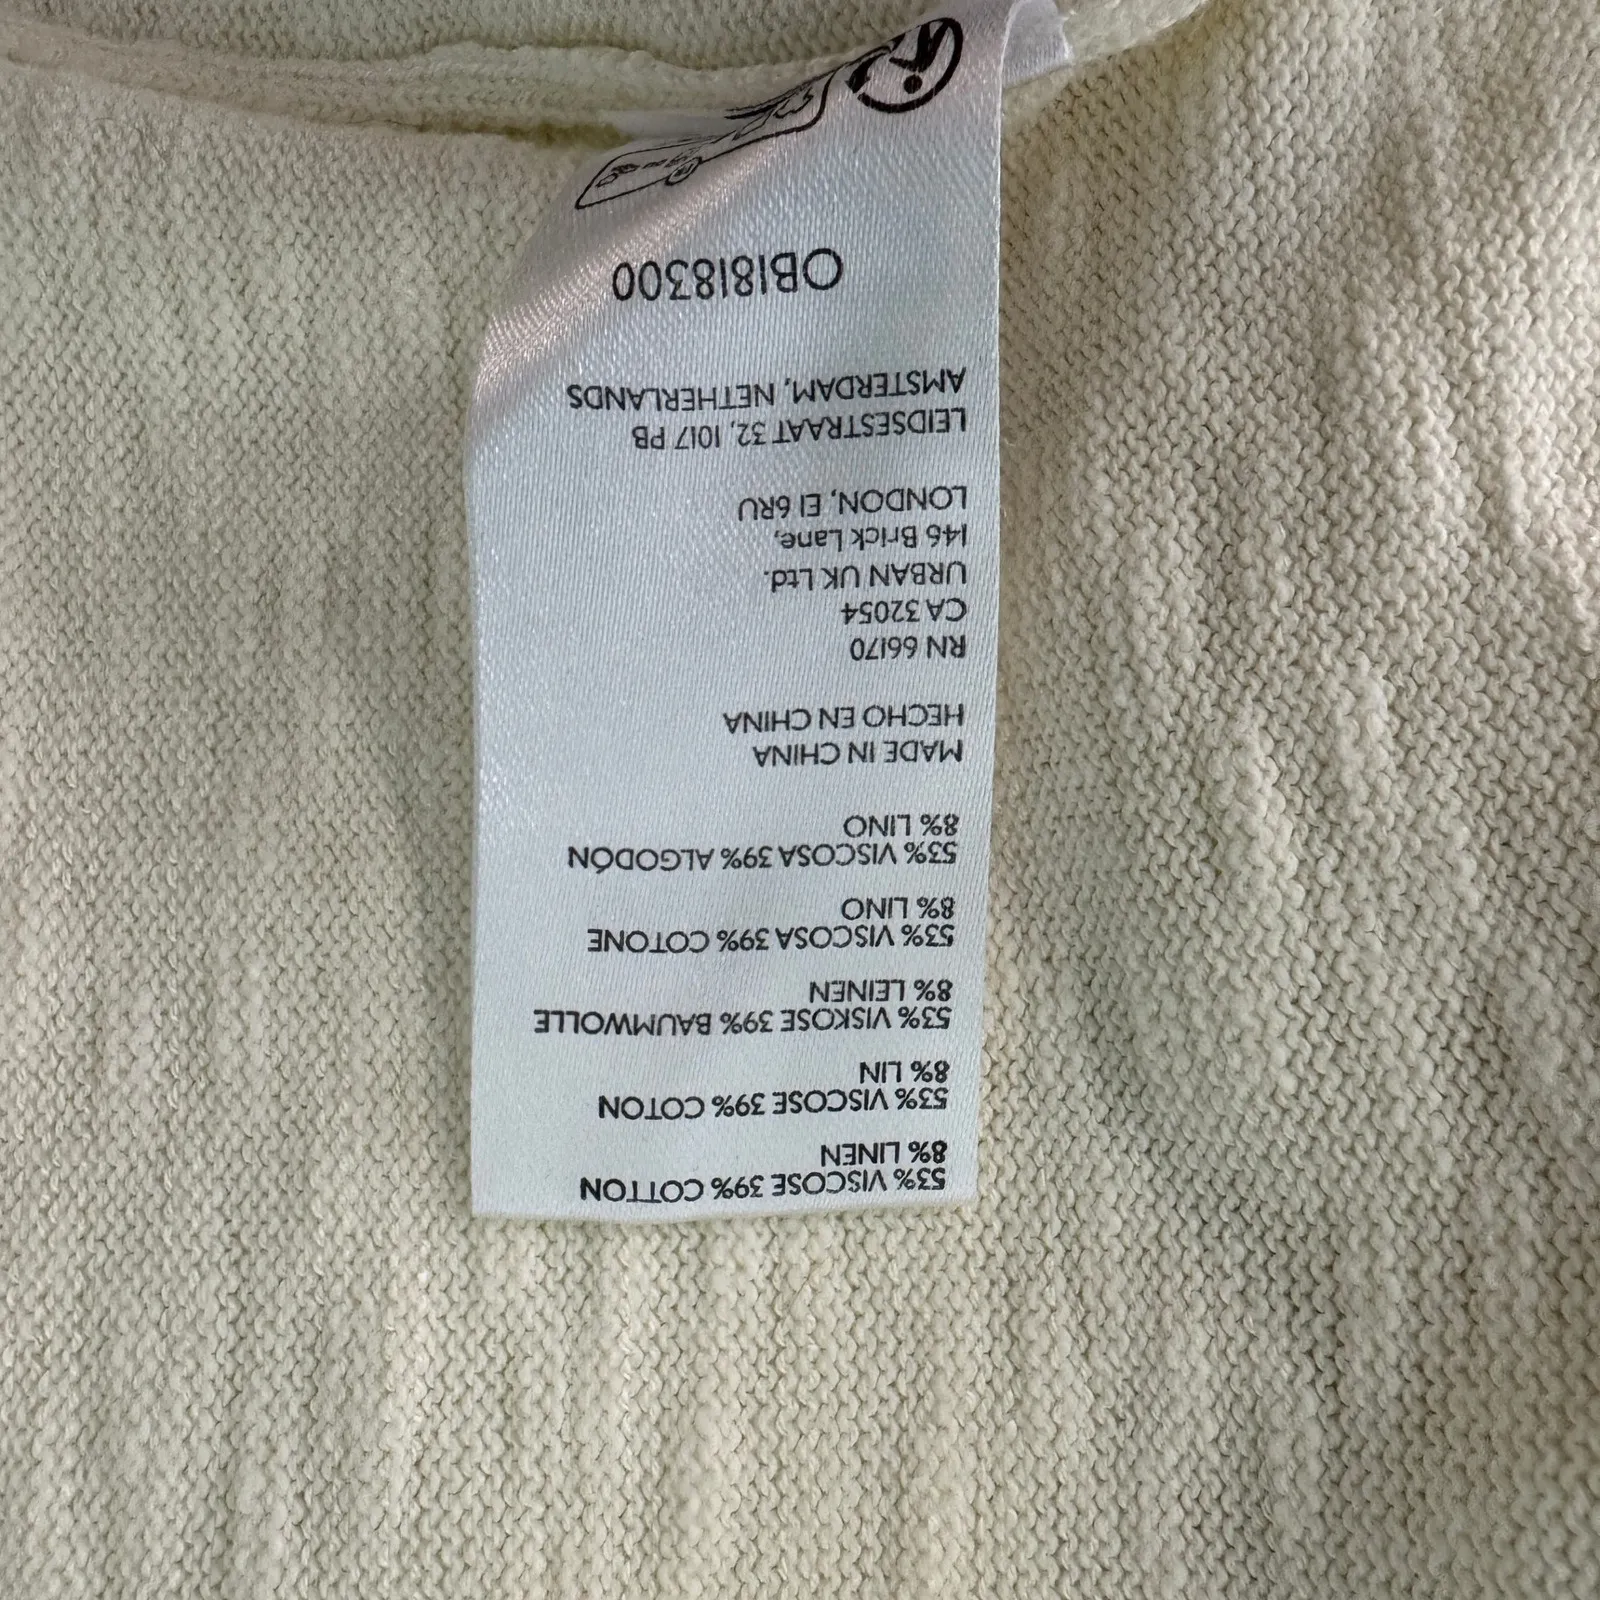 53% VISCOSE 39% COTTON
8% LINEN
53% VISCOSE 39% COTON
8% LIN
53% VISKOSE 39% BAUMWOLLE
8% LEINEN
53% VISCOSA 39% COTONE
8% LINO
53% VISCOSA 39% ALGODÓN
8% LINO
MADE IN CHINA
HECHO EN CHINA
RN 66170
CA 32054
URBAN UK Ltd.
146 Brick Lane,
LONDON, E1 6RU
LEIDSESTRAAT 32, 1017 PB
AMSTERDAM, NETHERLANDS
OB1818300